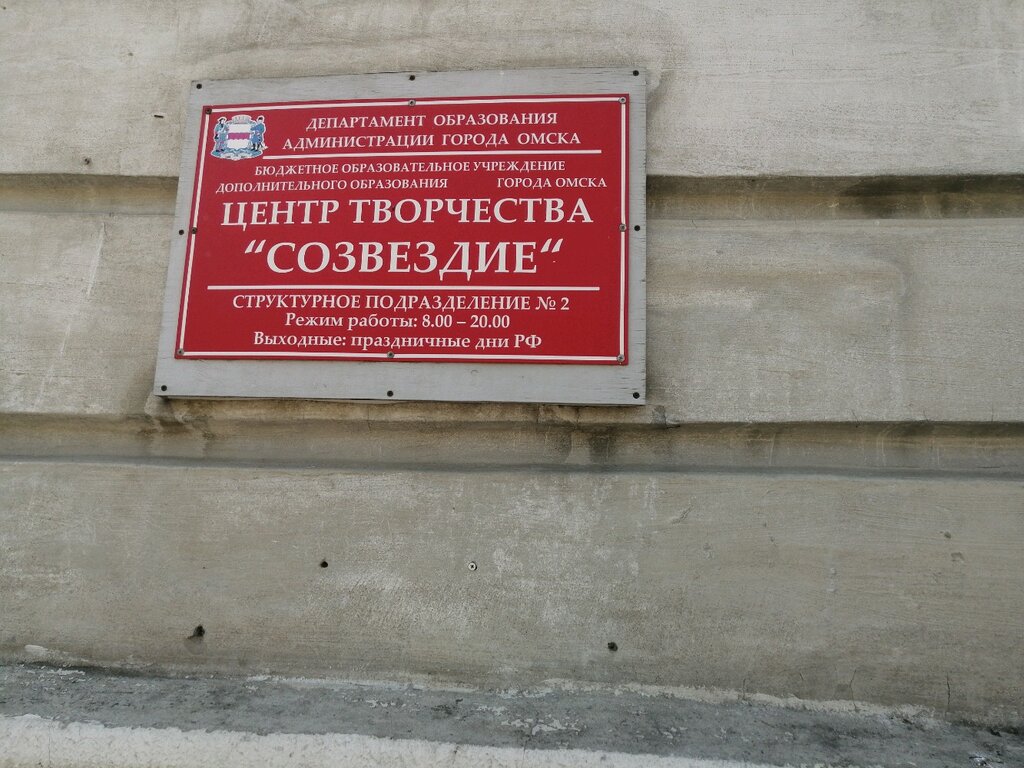 ДЕПАРТАМЕНТ ОБРАЗОВАНИЯ
АДМИНИСТРАЦИИ ГОРОДА ОМСКА
БЮДЖЕТНОЕ ОБРАЗОВАТЕЛЬНОЕ УЧРЕЖДЕНИЕ
ДОПОЛНИТЕЛЬНОГО ОБРАЗОВАНИЯ ГОРОДА ОМСКА
ЦЕНТР ТВОРЧЕСТВА
“СОЗВЕЗДИЕ“
СТРУКТУРНОЕ ПОДРАЗДЕЛЕНИЕ № 2
Режим работы: 8.00 – 20.00
Выходные: праздничные дни РФ